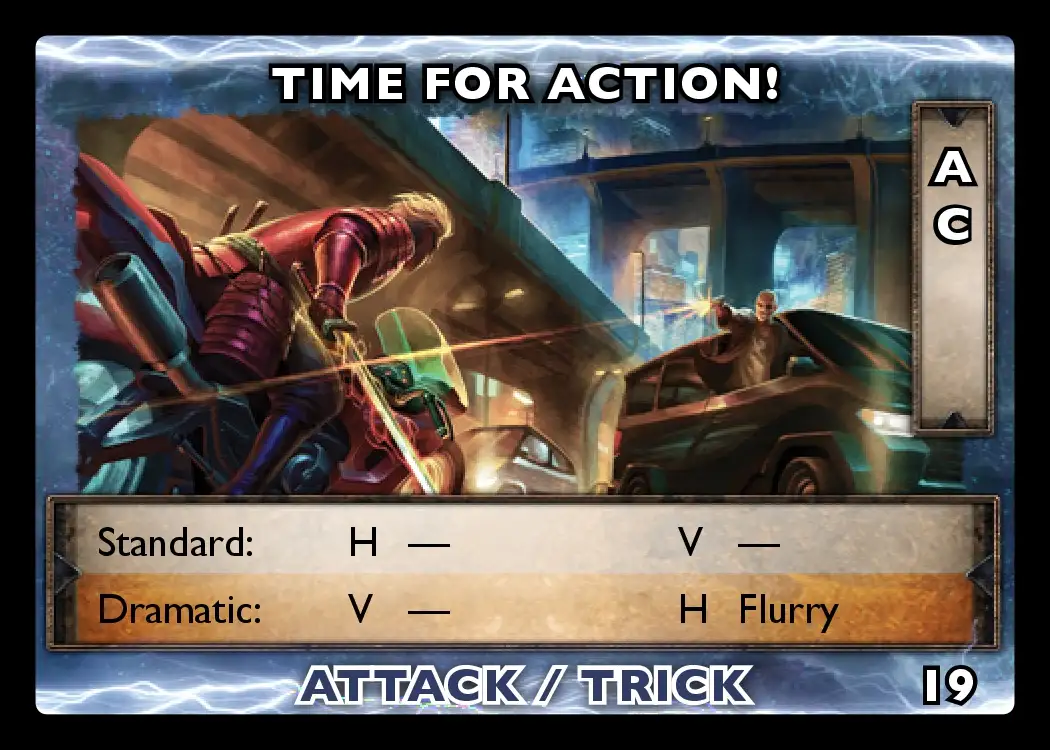 TIME FOR ACTION!
A
C
Standard: H — V —
Dramatic: V — H Flurry
ATTACK / TRICK
19